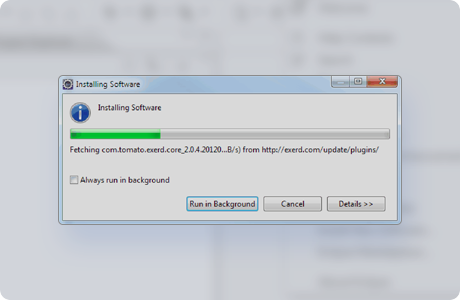 Installing Software
Installing Software
Fetching com.tomato.exerd.core_2.0.4.20120...B/s) from http://exerd.com/update/plugins/
Always run in background
Run in Background
Cancel
Details >>